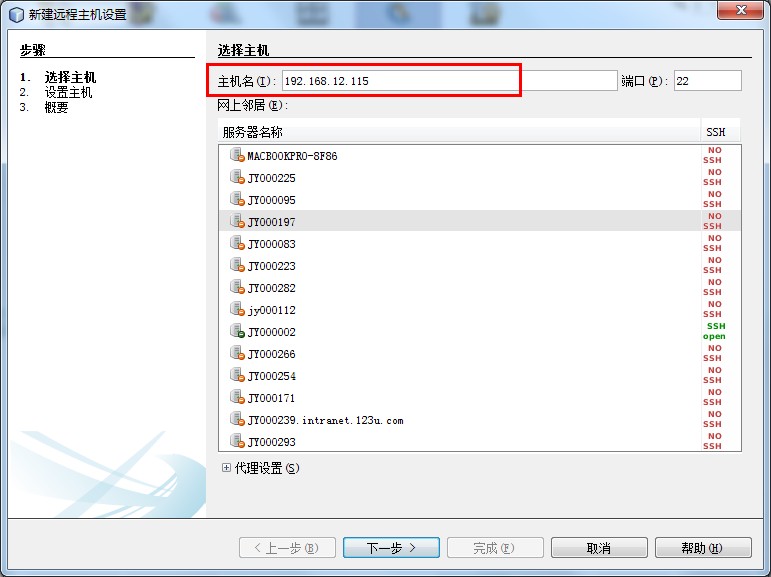 新建远程主机设置
步骤
1. 选择主机
2. 设置主机
3. 概要
选择主机
主机名(I): 192.168.12.115 端口(P): 22
网上邻居(E):
服务器名称 SSH
MACBOOKPRO-8F86 NO SSH
JY000225 NO SSH
JY000095 NO SSH
JY000197 NO SSH
JY000083 NO SSH
JY000223 NO SSH
JY000282 NO SSH
jy000112 NO SSH
JY000002 SSH open
JY000266 NO SSH
JY000254 NO SSH
JY000171 NO SSH
JY000239.intranet.123u.com NO SSH
JY000293 NO SSH
代理设置(S)
< 上一步(B) 下一步 > 完成(F) 取消 帮助(H)